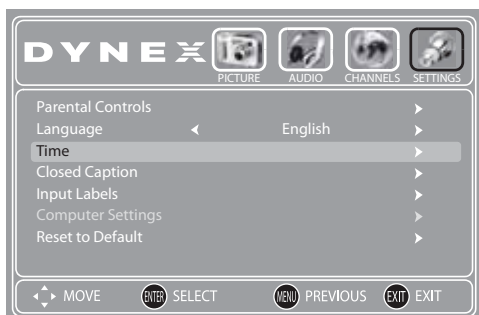 DYNEX
PICTURE AUDIO CHANNELS SETTINGS
Parental Controls
Language English
Time
Closed Caption
Input Labels
Computer Settings
Reset to Default
MOVE ENTER SELECT MENU PREVIOUS EXIT EXIT